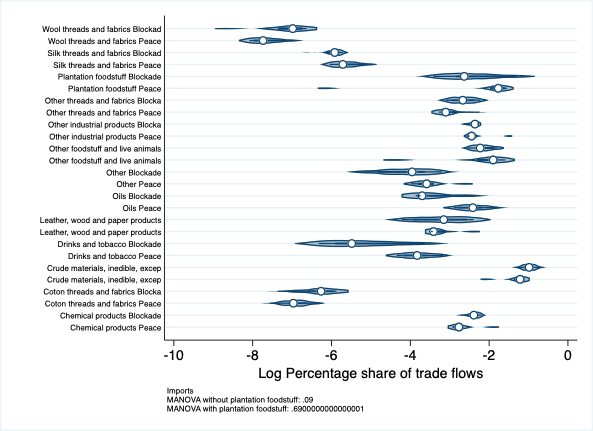 Wool threads and fabrics Blockad
Wool threads and fabrics Peace
Silk threads and fabrics Blockad
Silk threads and fabrics Peace
Plantation foodstuff Blockade
Plantation foodstuff Peace
Other threads and fabrics Blocka
Other threads and fabrics Peace
Other industrial products Blocka
Other industrial products Peace
Other foodstuff and live animals
Other foodstuff and live animals
Other Blockade
Other Peace
Oils Blockade
Oils Peace
Leather, wood and paper products
Leather, wood and paper products
Drinks and tobacco Blockade
Drinks and tobacco Peace
Crude materials, inedible, excep
Crude materials, inedible, excep
Coton threads and fabrics Blocka
Coton threads and fabrics Peace
Chemical products Blockade
Chemical products Peace
-10 -8 -6 -4 -2 0
Log Percentage share of trade flows
Imports
MANOVA without plantation foodstuff: .09
MANOVA with plantation foodstuff: .6900000000000001